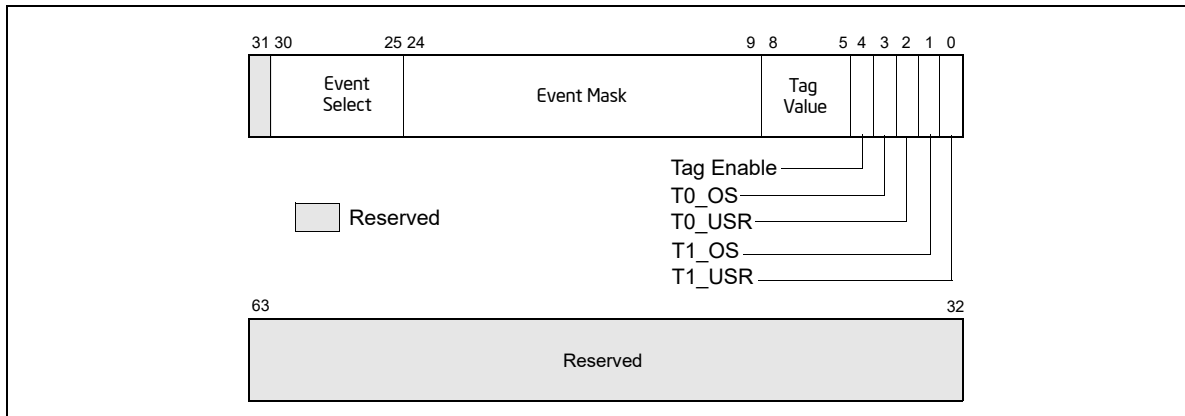 31 30 25 24 9 8 5 4 3 2 1 0
Event
Select
Event Mask
Tag
Value
Tag Enable
T0_OS
T0_USR
T1_OS
T1_USR
Reserved
63 32
Reserved